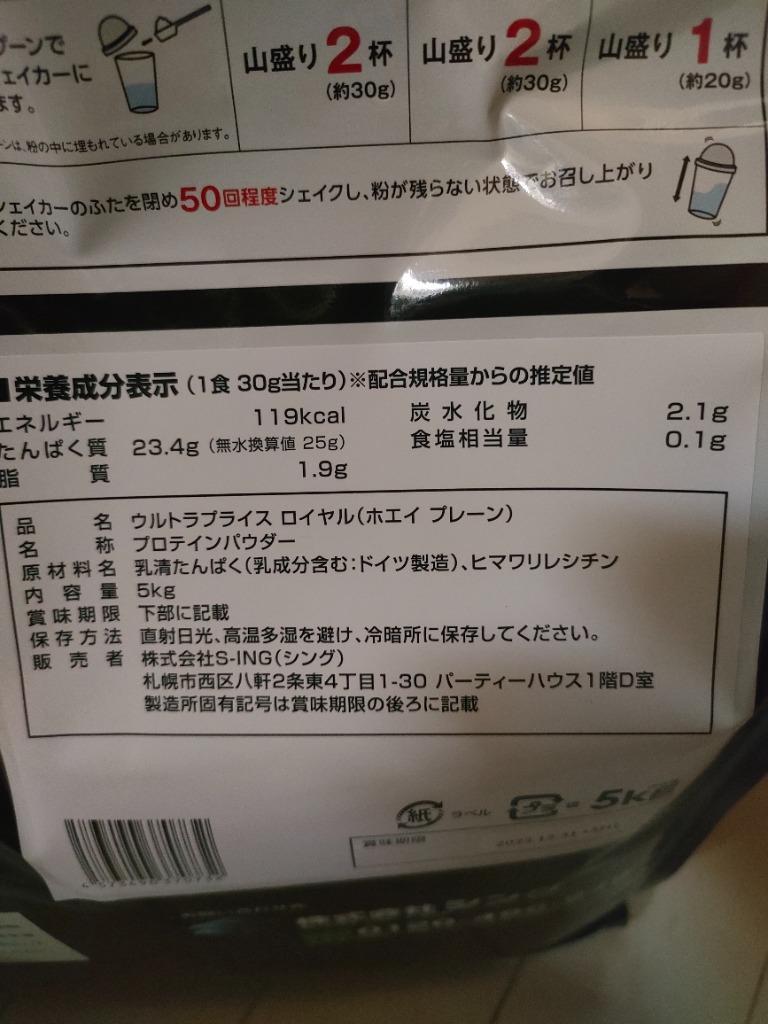 山盛り2杯
(約30g)
山盛り2杯
(約30g)
山盛り1杯
(約20g)
プーンで
ェイカーに
ます。
ーンは、粉の中に埋もれている場合があります。
シェイカーのふたを閉め50回程度シェイクし、粉が残らない状態でお召し上がり
ください。
■栄養成分表示(1食 30g当たり)※配合規格量からの推定値
エネルギー 119kcal 炭水化物 2.1g
たんぱく質 23.4g(無水換算値 25g) 食塩相当量 0.1g
脂質 1.9g
品名 ウルトラプライス ロイヤル(ホエイ プレーン)
名称 プロテインパウダー
原材料名 乳清たんぱく(乳成分含む:ドイツ製造)、ヒマワリレシチン
内容量 5kg
賞味期限 下部に記載
保存方法 直射日光、高温多湿を避け、冷暗所に保存してください。
販売者 株式会社S-ING(シング)
札幌市西区八軒2条東4丁目1-30 パーティーハウス1階D室
製造所固有記号は賞味期限の後ろに記載
紙 ラベル プラ
賞味期限